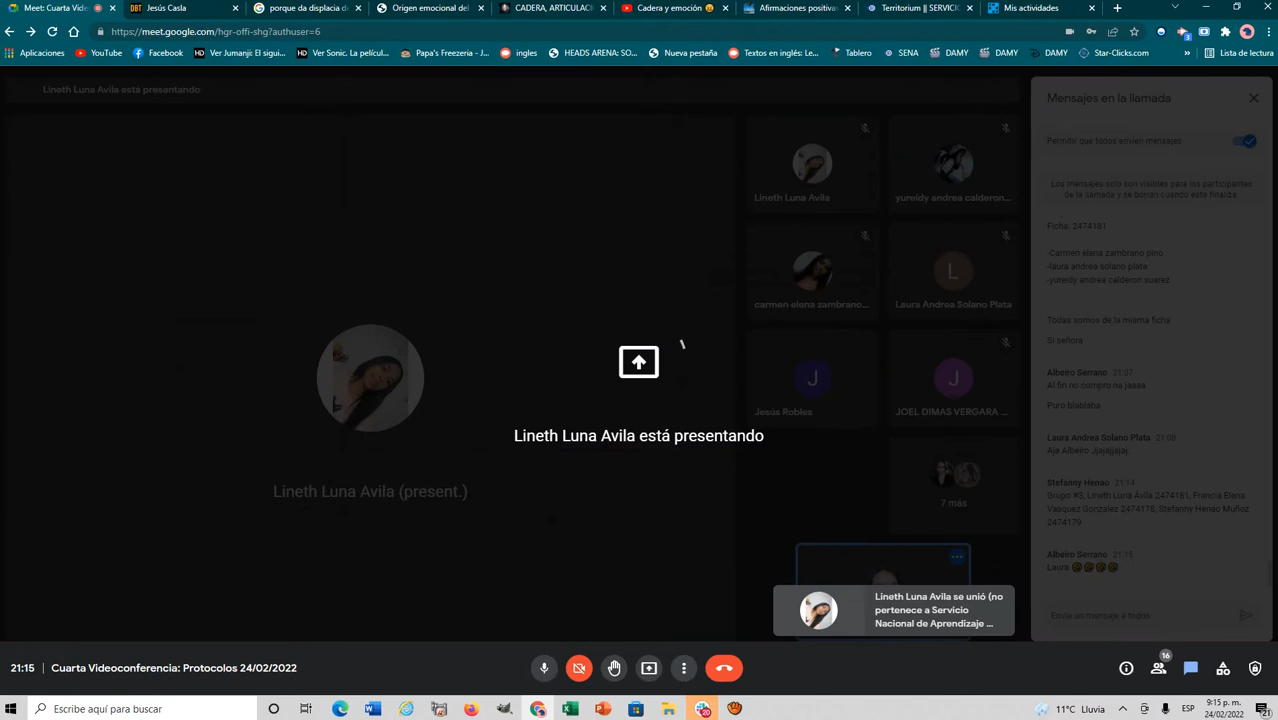 Meet: Cuarta Vide
Jesús Casla
porque da displacia d
Origen emocional del
CADERA, ARTICULAC
Cadera y emoción
Afirmaciones positiva
Territorium || SERVICI
Mis actividades
https://meet.google.com/hgr-offi-shg?authuser=6
Aplicaciones
YouTube
Facebook
Ver Jumanji: El sigui...
Ver Sonic. La pelicu...
Papa's Freezeria - J...
ingles
HEADS ARENA: SO...
Nueva pestaña
Textos en inglés: Le...
Tablero
SENA
DAMY
DAMY
DAMY
Star-Clicks.com
»
Lista de lectura
Lineth Luna Avila está presentando
Mensajes en la llamada
Permitir que todos envíen mensajes
Los mensajes solo son visibles para los participantes
de la llamada y se borran cuando esta finaliza
Ficha: 2474181
-Carmen elena zambrano pino
-laura andrea solano plata
-yureidy andrea calderon suarez
Todas somos de la misma ficha
Si señora
Albeiro Serrano 21:07
Al fin no compro na jaaaa.
Puro blablaba
Laura Andrea Solano Plata 21:08
Aja Albeiro Jjajajjajaj.
Stefanny Henao 21:14
Grupo #3, Lineth Luna Ávila 2474181, Francia Elena
Vasquez Gonzalez 2474178, Stefanny Henao Muñoz
2474179
Albeiro Serrano 21:15
Laura
Envíe un mensaje a todos
Lineth Luna Avila
yureidy andrea calderon...
carmen elena zambrano...
Laura Andrea Solano Plata
L
J
Jesús Robles
J
JOEL DIMAS VERGARA ...
7 más
Lineth Luna Avila está presentando
Lineth Luna Avila (present.)
Lineth Luna Avila se unió (no
pertenece a Servicio
Nacional de Aprendizaje ...
21:15
Cuarta Videoconferencia: Protocolos 24/02/2022
16
Escribe aquí para buscar
20
11°C Lluvia
ESP
9:15 p. m.
24/02/2022
21